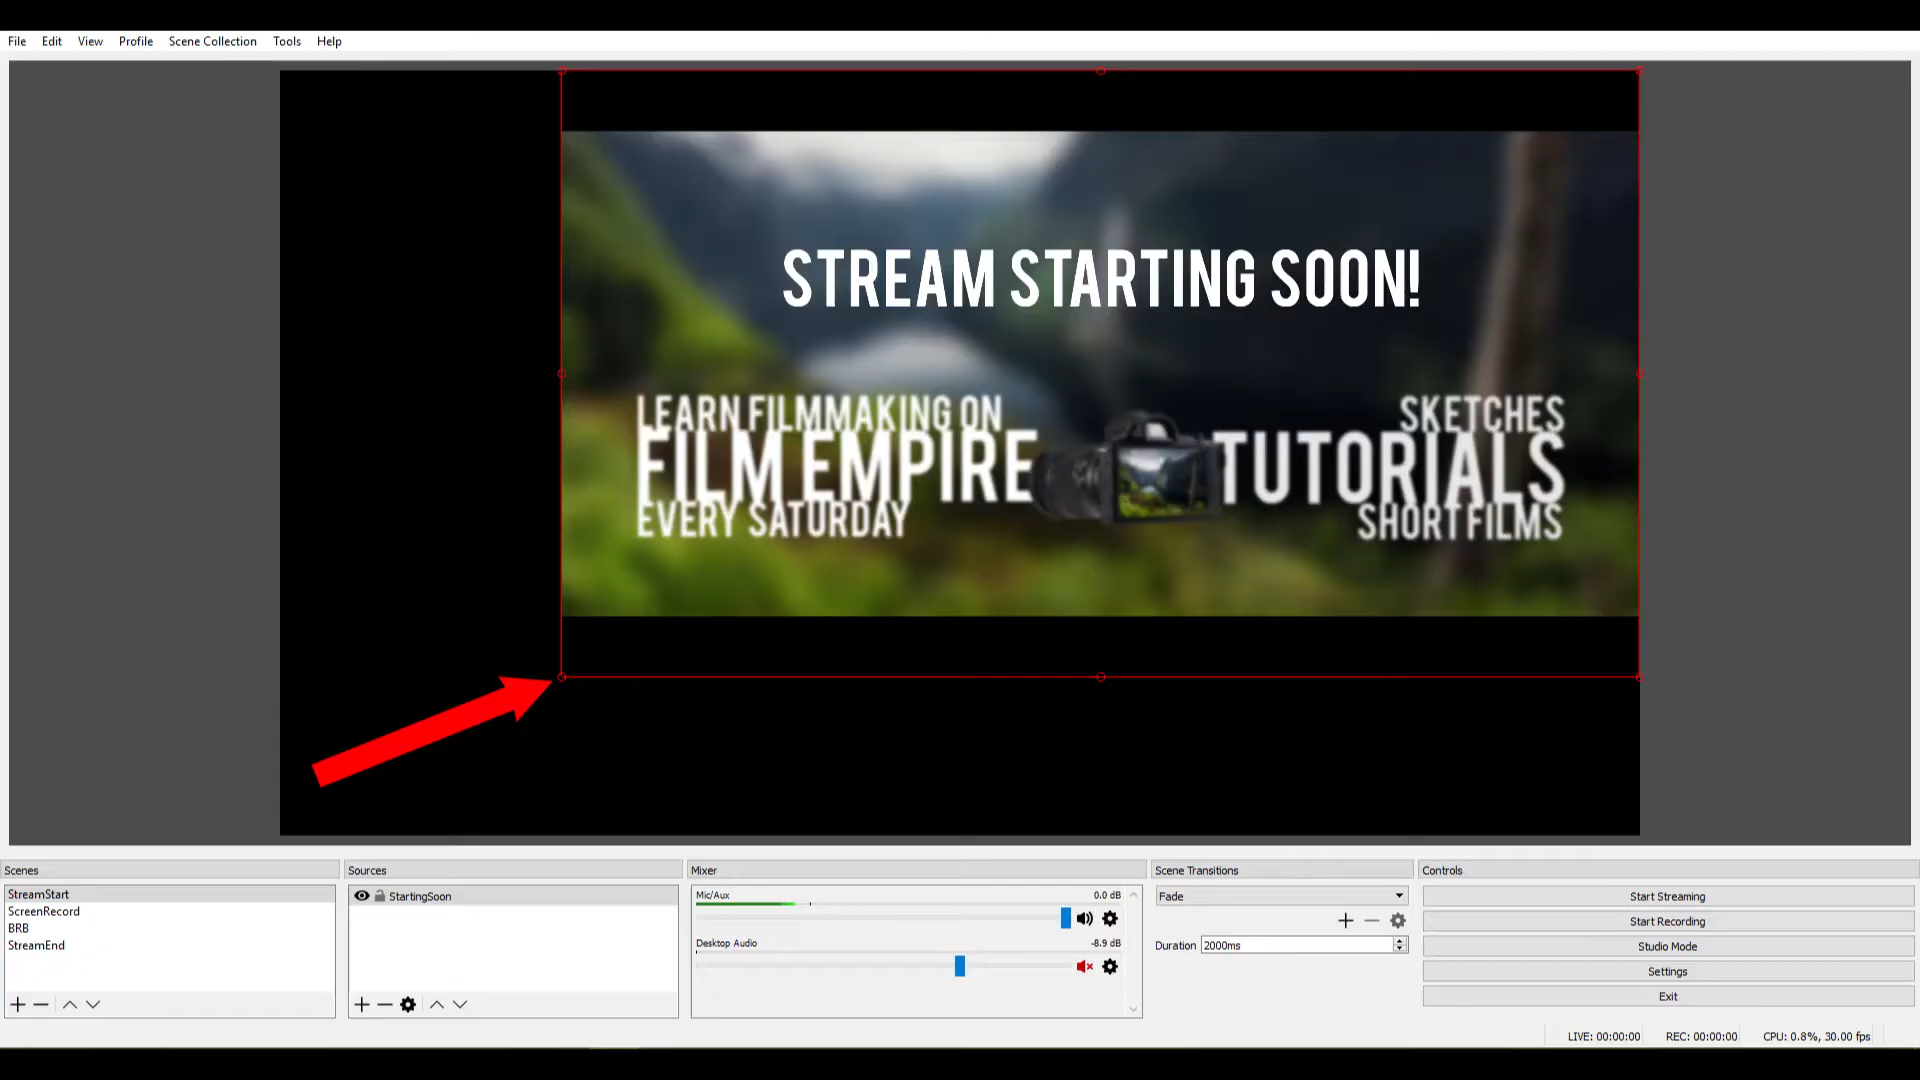 File Edit View Profile Scene Collection Tools Help
STREAM STARTING SOON!
LEARN FILMMAKING ON
FILM EMPIRE
EVERY SATURDAY
SKETCHES
TUTORIALS
SHORT FILMS
Scenes
StreamStart
ScreenRecord
BRB
StreamEnd
Sources
StartingSoon
Mixer
Mic/Aux 0.0 dB
Desktop Audio -8.9 dB
Scene Transitions
Fade
Duration 2000ms
Controls
Start Streaming
Start Recording
Studio Mode
Settings
Exit
LIVE: 00:00:00 REC: 00:00:00 CPU: 0.8%, 30.00 fps